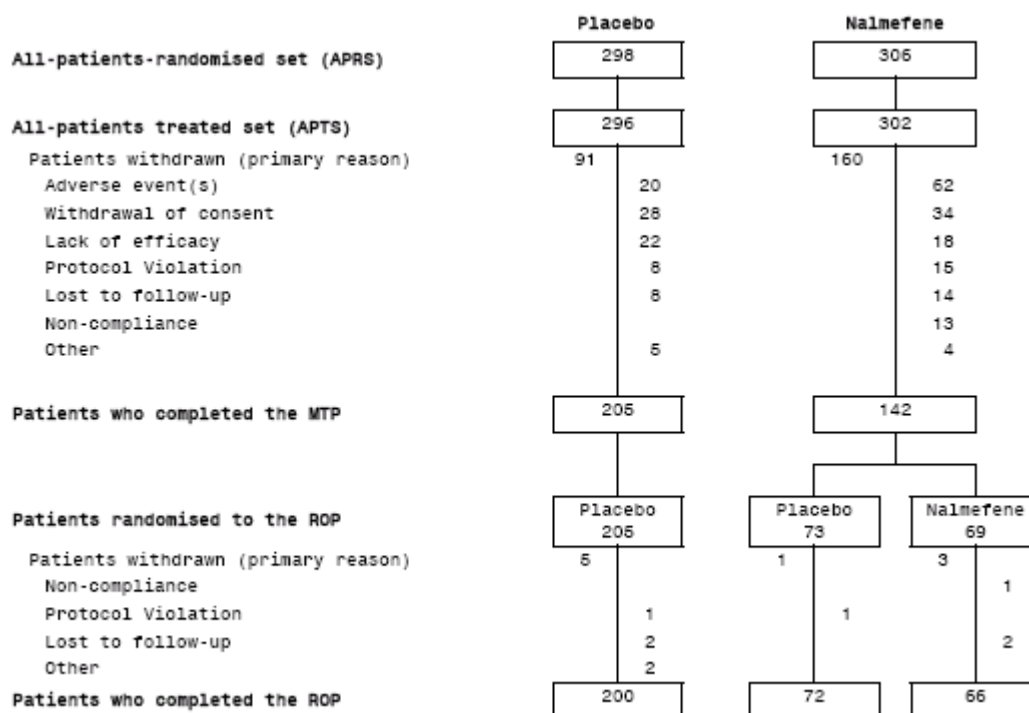 Placebo Nalmefene
All-patients-randomised set (APRS) 298 306
All-patients treated set (APTS) 296 302
Patients withdrawn (primary reason) 91 160
Adverse event(s) 20 62
Withdrawal of consent 28 34
Lack of efficacy 22 18
Protocol Violation 8 15
Lost to follow-up 8 14
Non-compliance 13
Other 5 4
Patients who completed the MTP 205 142
Placebo Placebo Nalmefene
Patients randomised to the ROP 205 73 69
Patients withdrawn (primary reason) 5 1 3
Non-compliance 1
Protocol Violation 1 1
Lost to follow-up 2 2
Other 2
Patients who completed the ROP 200 72 66